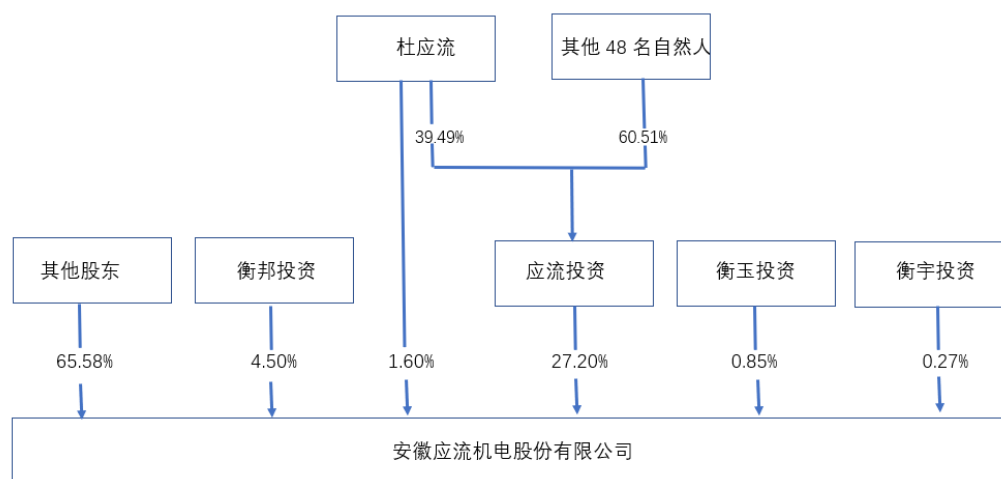 杜应流
其他 48 名自然人
39.49%
60.51%
其他股东
衡邦投资
应流投资
衡玉投资
衡宇投资
65.58%
4.50%
1.60%
27.20%
0.85%
0.27%
安徽应流机电股份有限公司